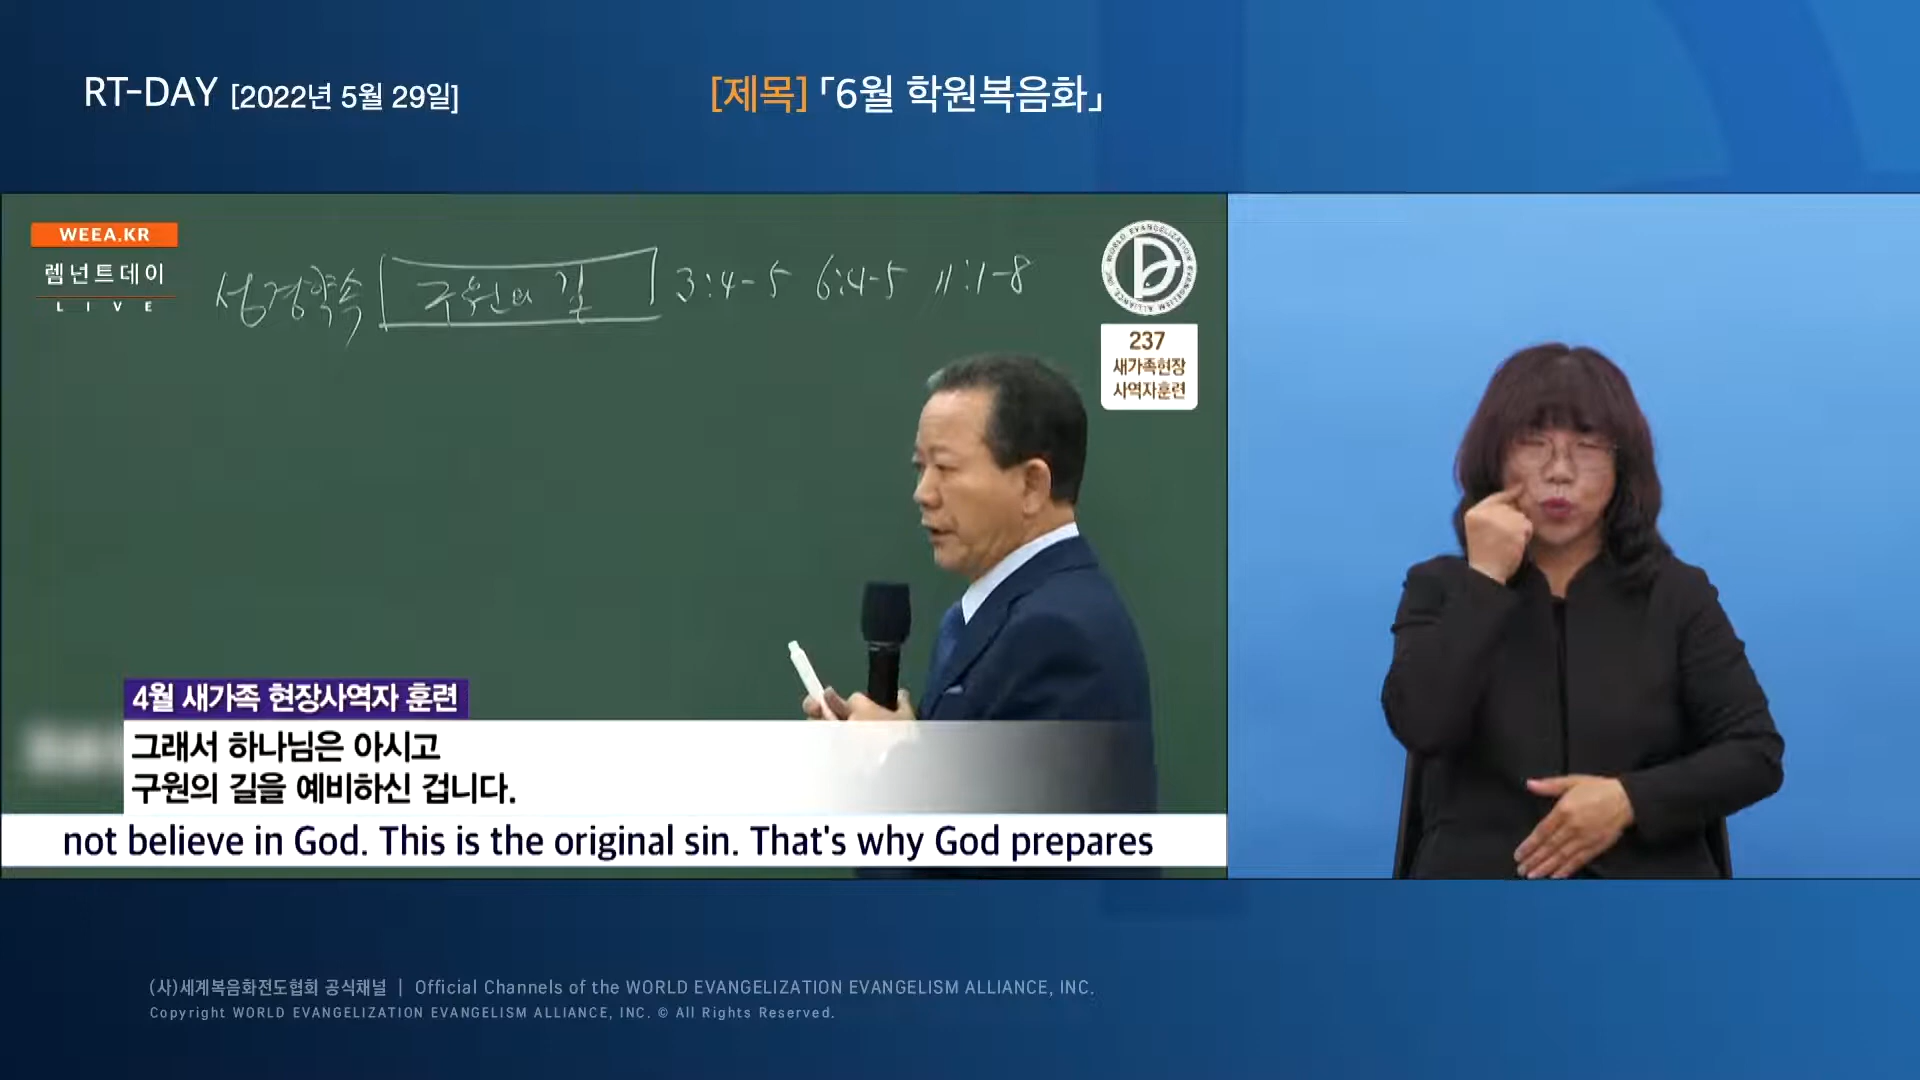 RT-DAY [2022년 5월 29일]
[제목] 「6월 학원복음화」
WEEA.KR
렘넌트데이
LIVE
성경약속 구원의 길 3:4-5 6:4-5 11:1-8
WORLD EVANGELIZATION EVANGELISM ALLIANCE, INC.
237
새가족현장
사역자훈련
4월 새가족 현장사역자 훈련
그래서 하나님은 아시고
구원의 길을 예비하신 겁니다.
not believe in God. This is the original sin. That's why God prepares
(사)세계복음화전도협회 공식채널 | Official Channels of the WORLD EVANGELIZATION EVANGELISM ALLIANCE, INC.
Copyright WORLD EVANGELIZATION EVANGELISM ALLIANCE, INC. © All Rights Reserved.